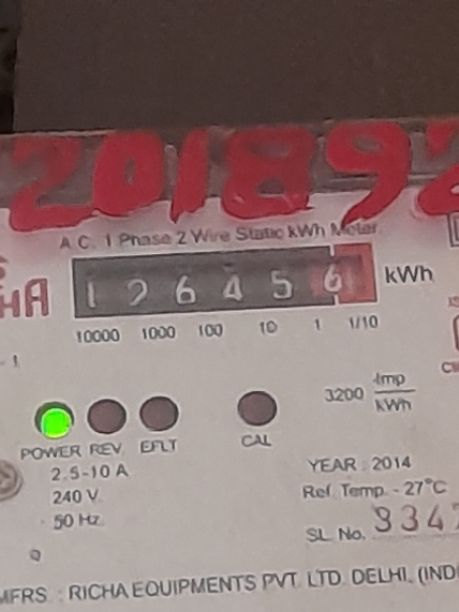 201892
A.C. 1 Phase 2 Wire Static kWh Meter
HA
1 2 6 4 5 6 kWh
10000 1000 100 10 1 1/10
3200 Imp/kWh
POWER REV EFLT CAL
2.5-10 A
240 V.
50 Hz.
YEAR : 2014
Ref. Temp. - 27°C
SL. No. 9347
MFRS. : RICHA EQUIPMENTS PVT. LTD. DELHI, (IND